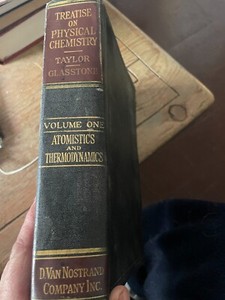 TREATISE
ON
PHYSICAL
CHEMISTRY
TAYLOR
GLASSTONE
VOLUME ONE
ATOMISTICS
AND
THERMODYNAMICS
D. VAN NOSTRAND
COMPANY INC.